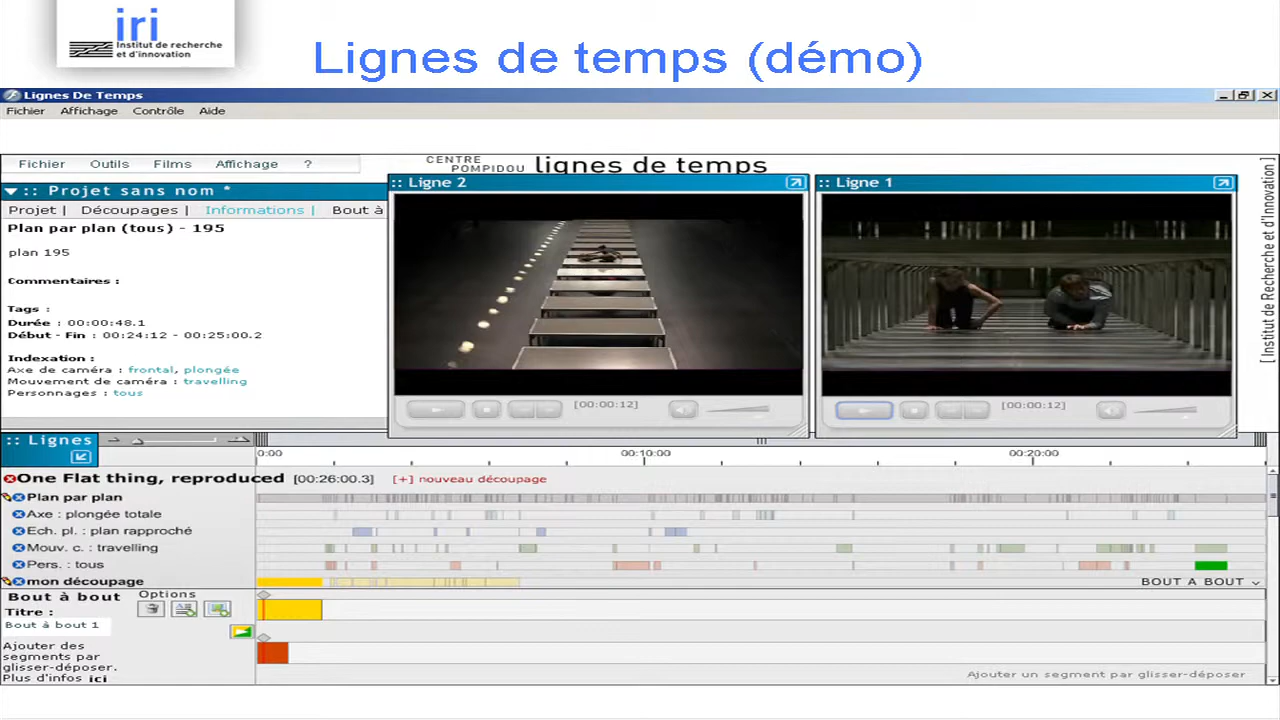 iri
Institut de recherche
et d'innovation
Lignes de temps (démo)
Lignes De Temps
Fichier Affichage Contrôle Aide
Fichier Outils Films Affichage ?
CENTRE
POMPIDOU
lignes de temps
:: Projet sans nom *
Projet | Découpages | Informations | Bout à
Plan par plan (tous) - 195
plan 195
Commentaires :
Tags :
Durée : 00:00:48.1
Début - Fin : 00:24:12 - 00:25:00.2
Indexation :
Axe de caméra : frontal, plongée
Mouvement de caméra : travelling
Personnages : tous
:: Ligne 2
[00:00:12]
:: Ligne 1
[00:00:12]
[Institut de Recherche et d'Innovation]
:: Lignes
0:00 00:10:00 00:20:00
One Flat thing, reproduced [00:26:00.3] [+] nouveau découpage
Plan par plan
Axe : plongée totale
Ech. pl. : plan rapproché
Mouv. c. : travelling
Pers. : tous
mon découpage
BOUT A BOUT
Bout à bout
Options
Titre :
Bout à bout 1
Ajouter des
segments par
glisser-déposer.
Plus d'infos ici
Ajouter un segment par glisser-déposer